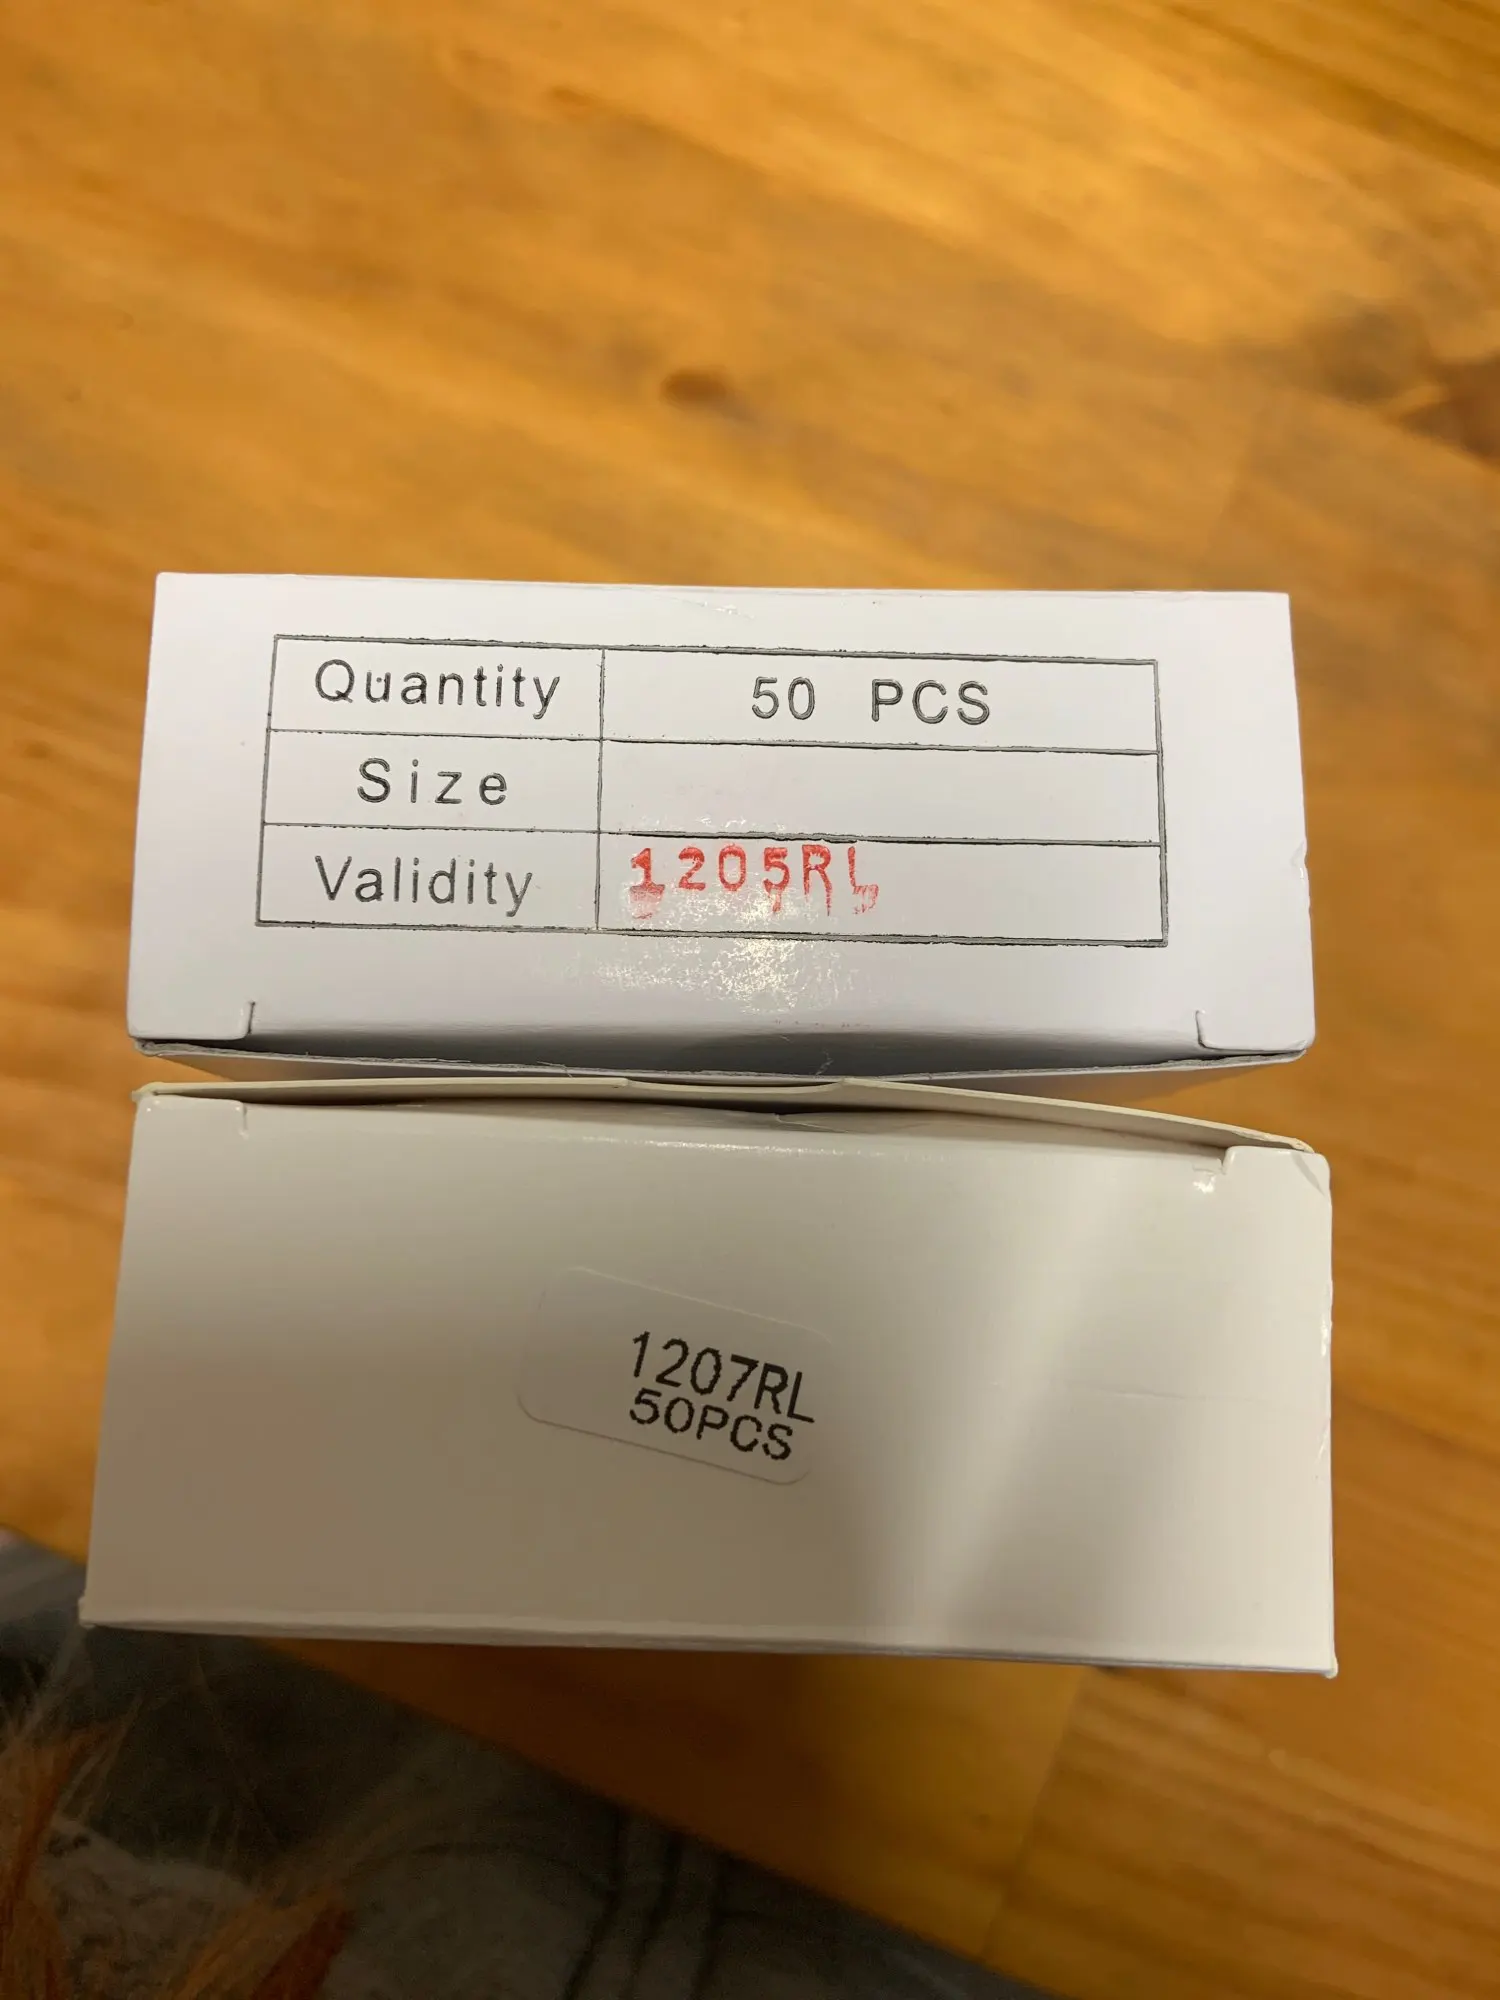 Quantity 50 PCS
Size
Validity 1205RL
1207RL
50PCS